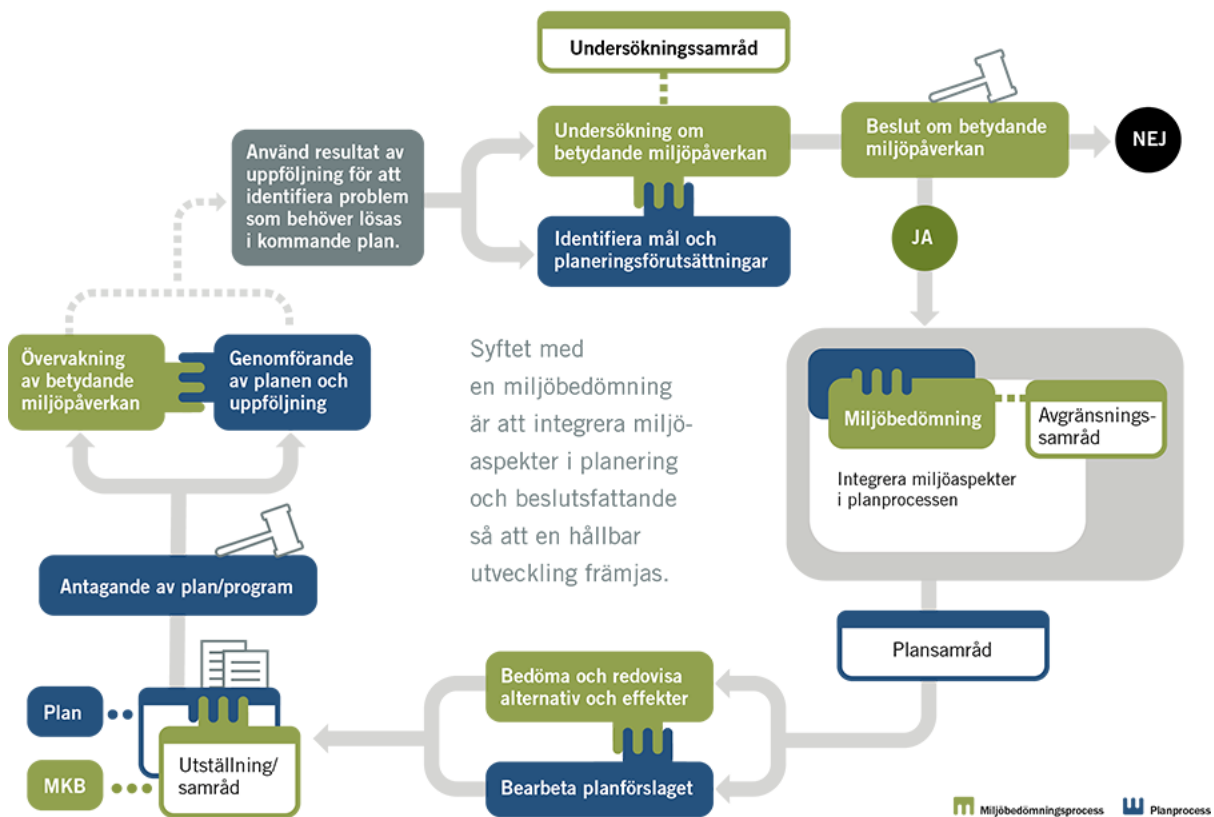 Undersökningssamråd
Undersökning om
betydande miljöpåverkan
Beslut om betydande
miljöpåverkan
NEJ
Använd resultat av
uppföljning för att
identifiera problem
som behöver lösas
i kommande plan.
Identifiera mål och
planeringsförutsättningar
JA
Övervakning
av betydande
miljöpåverkan
Genomförande
av planen och
uppföljning
Syftet med
en miljöbedömning
är att integrera miljö-
aspekter i planering
och beslutsfattande
så att en hållbar
utveckling främjas.
Miljöbedömning
Avgränsnings-
samråd
Integrera miljöaspekter
i planprocessen
Antagande av plan/program
Plansamråd
Bedöma och redovisa
alternativ och effekter
Bearbeta planförslaget
Plan
MKB
Utställning/
samråd
Miljöbedömningsprocess
Planprocess